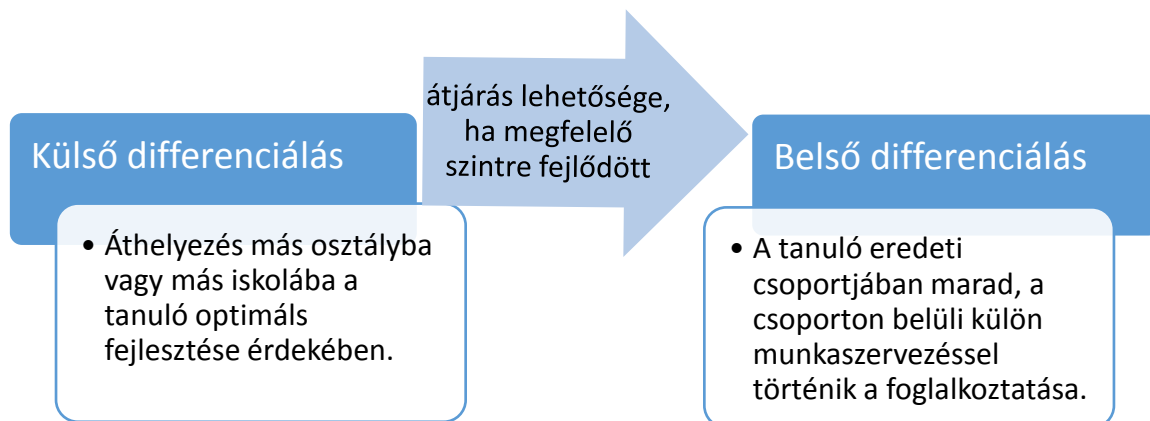 Külső differenciálás
• Áthelyezés más osztályba
vagy más iskolába a
tanuló optimáls
fejlesztése érdekében.
átjárás lehetősége,
ha megfelelő
szintre fejlődött
Belső differenciálás
• A tanuló eredeti
csoportjában marad, a
csoporton belüli külön
munkaszervezéssel
történik a foglalkoztatása.